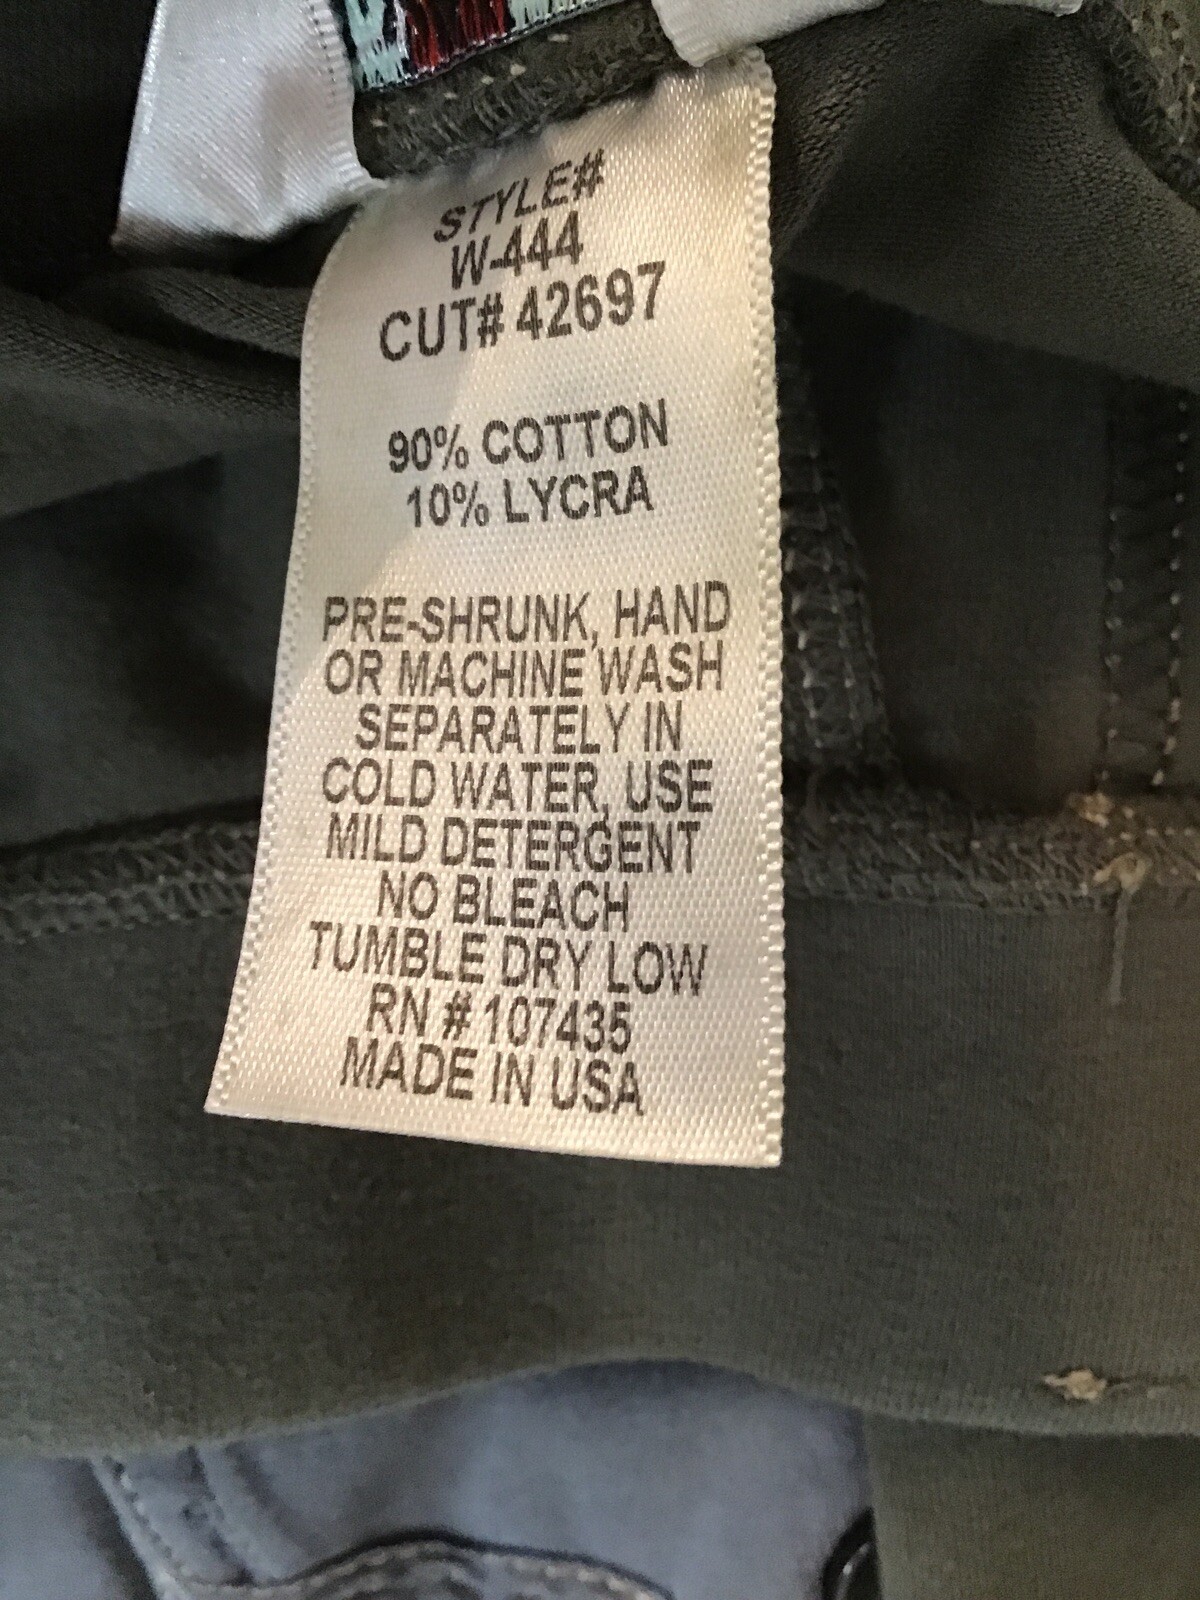 STYLE#
W-444
CUT# 42697
90% COTTON
10% LYCRA
PRE-SHRUNK, HAND
OR MACHINE WASH
SEPARATELY IN
COLD WATER, USE
MILD DETERGENT
NO BLEACH
TUMBLE DRY LOW
RN # 107435
MADE IN USA